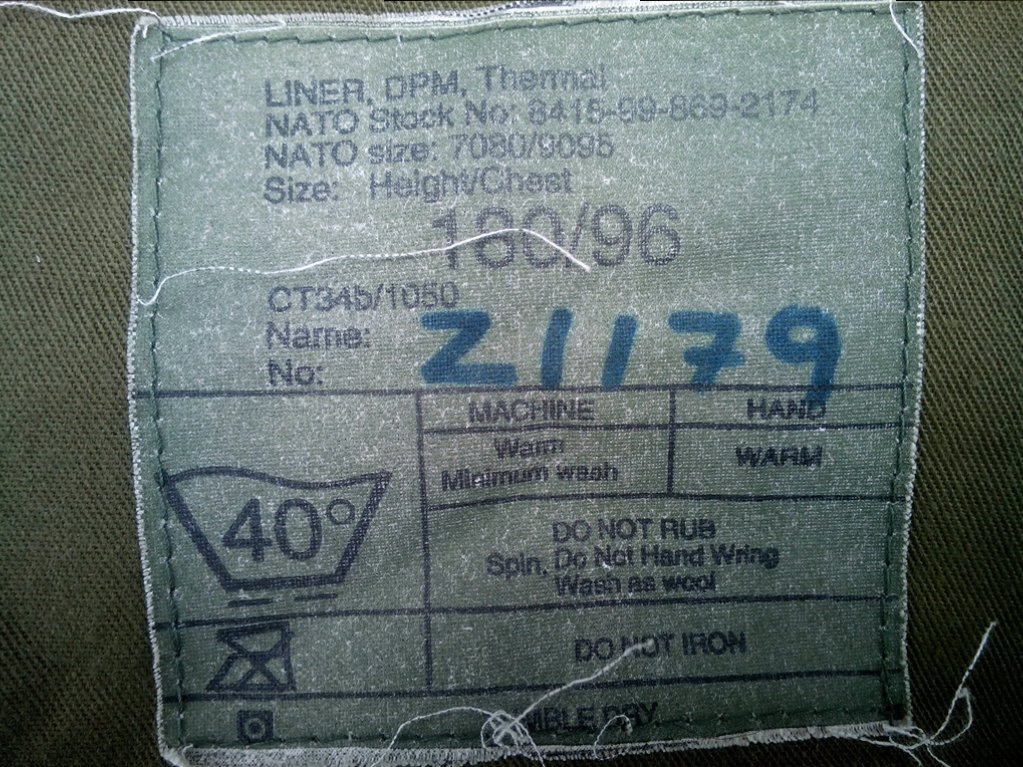 LINER, DPM, Thermal
NATO Stock No: 8415-99-869-2174
NATO size: 7080/9095
Size: Height/Chest
180/96
CT34b/1050
Name:
No:
Z1179
MACHINE HAND
Warm WARM
Minimum wash
40°
DO NOT RUB
Spin, Do Not Hand Wring
Wash as wool
DO NOT IRON
DRY